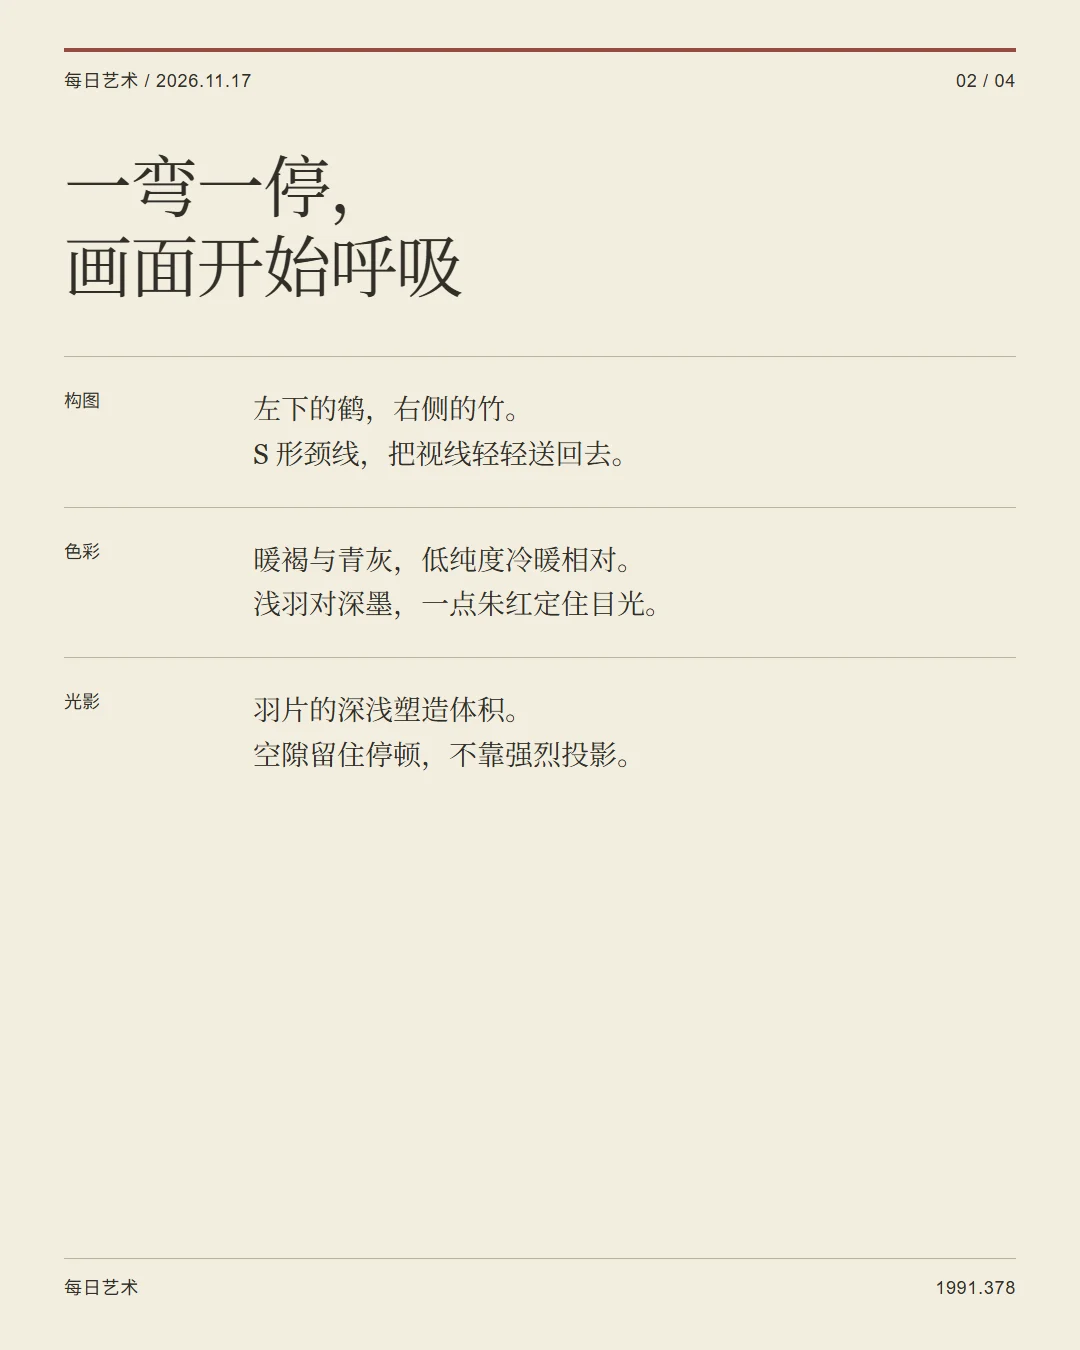 每日艺术 / 2026.11.17
02 / 04
一弯一停，
画面开始呼吸
构图
左下的鹤，右侧的竹。
S 形颈线，把视线轻轻送回去。
色彩
暖褐与青灰，低纯度冷暖相对。
浅羽对深墨，一点朱红定住目光。
光影
羽片的深浅塑造体积。
空隙留住停顿，不靠强烈投影。
每日艺术
1991.378